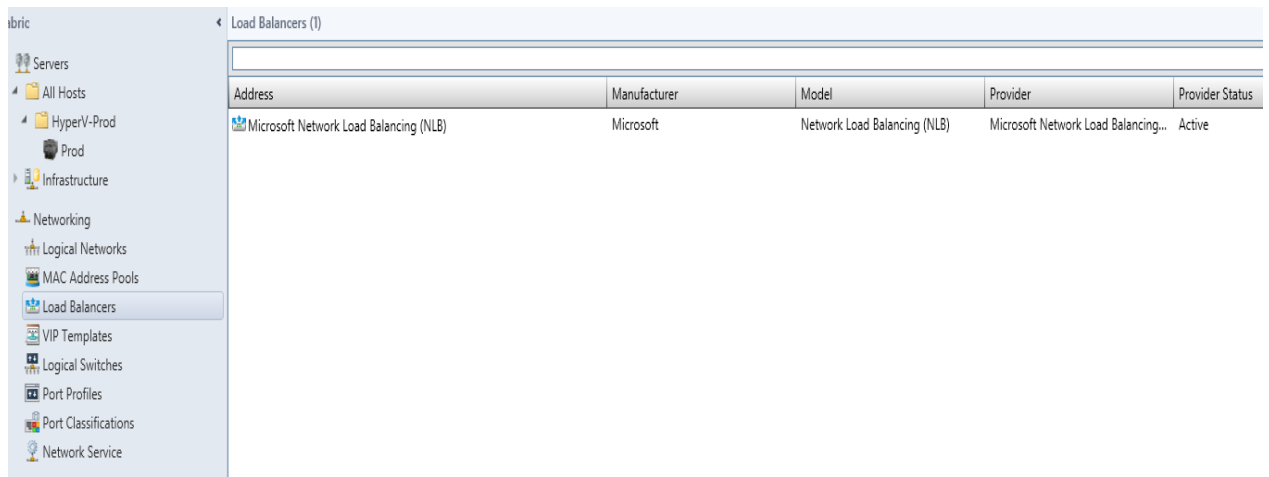 abric
Load Balancers (1)
Servers
All Hosts
HyperV-Prod
Prod
Infrastructure
Networking
Logical Networks
MAC Address Pools
Load Balancers
VIP Templates
Logical Switches
Port Profiles
Port Classifications
Network Service
Address Manufacturer Model Provider Provider Status
Microsoft Network Load Balancing (NLB) Microsoft Network Load Balancing (NLB) Microsoft Network Load Balancing... Active